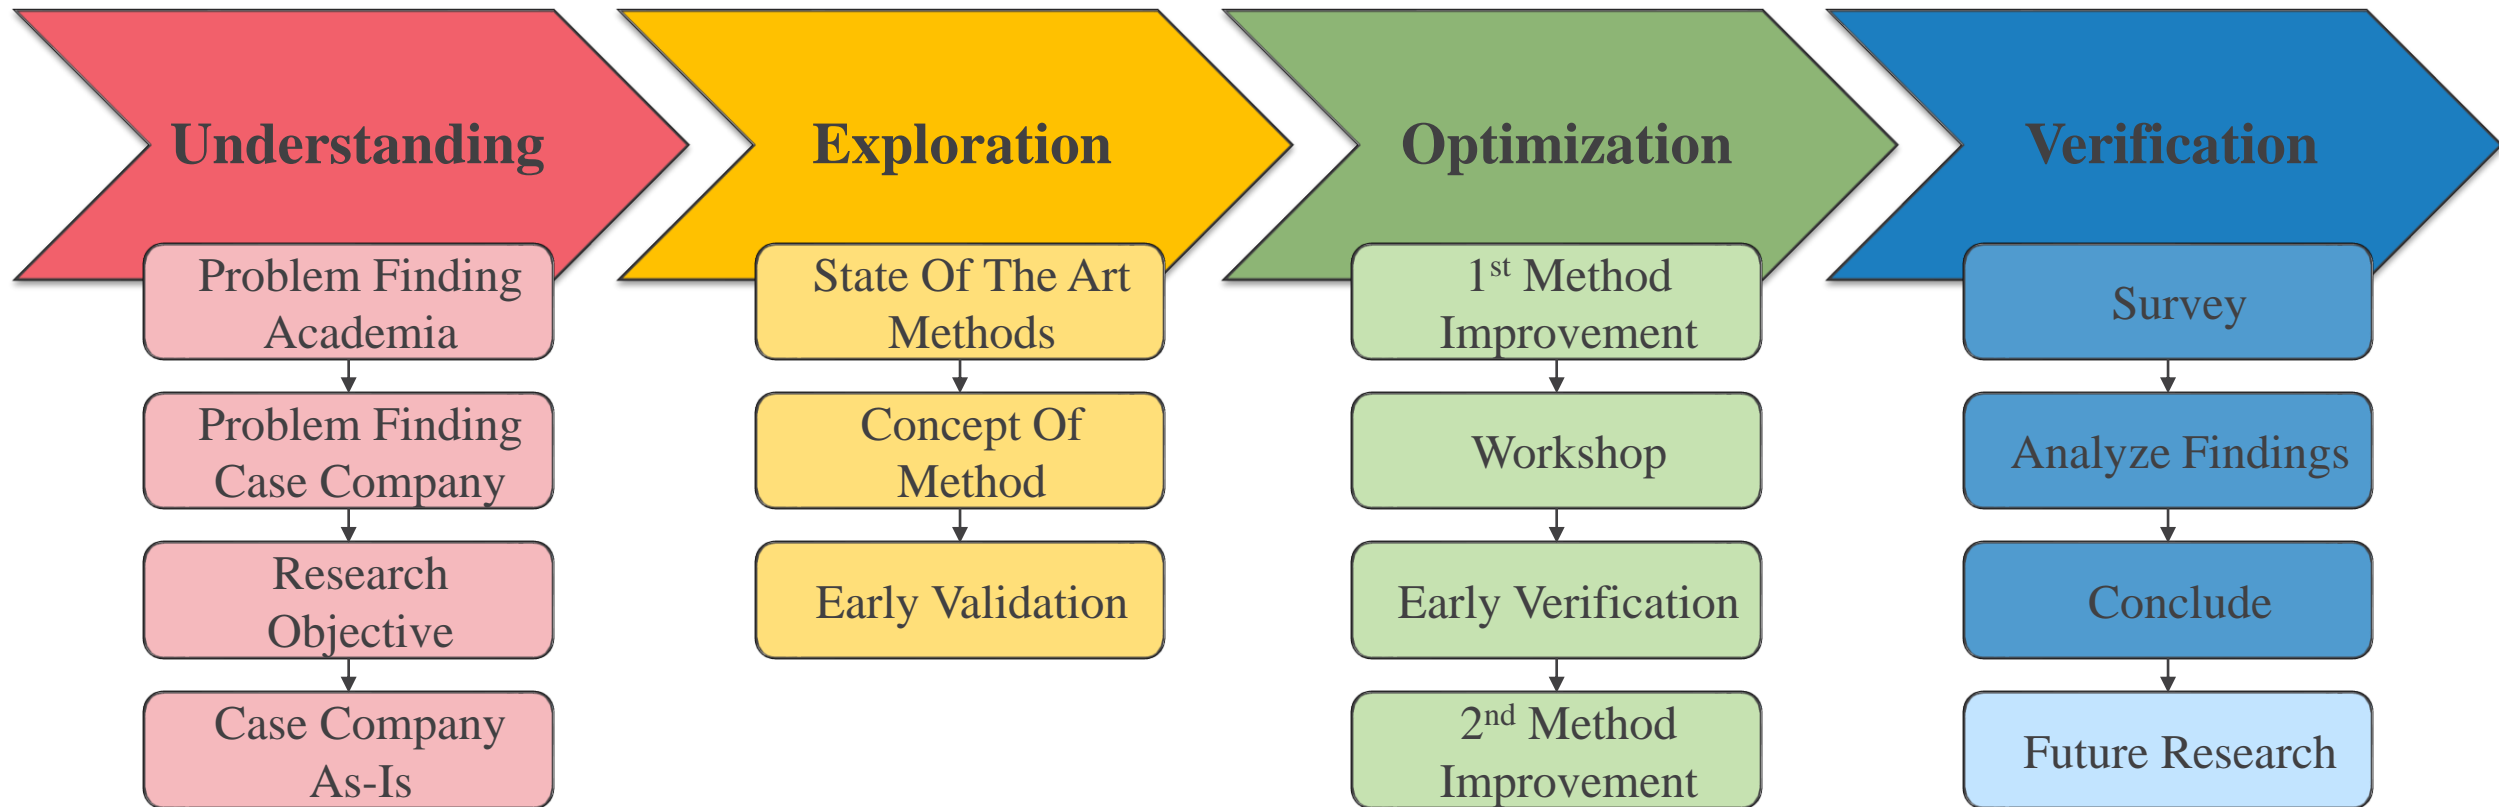 Understanding
Problem Finding
Academia
Problem Finding
Case Company
Research
Objective
Case Company
As-Is
Exploration
State Of The Art
Methods
Concept Of
Method
Early Validation
Optimization
1st Method
Improvement
Workshop
Early Verification
2nd Method
Improvement
Verification
Survey
Analyze Findings
Conclude
Future Research